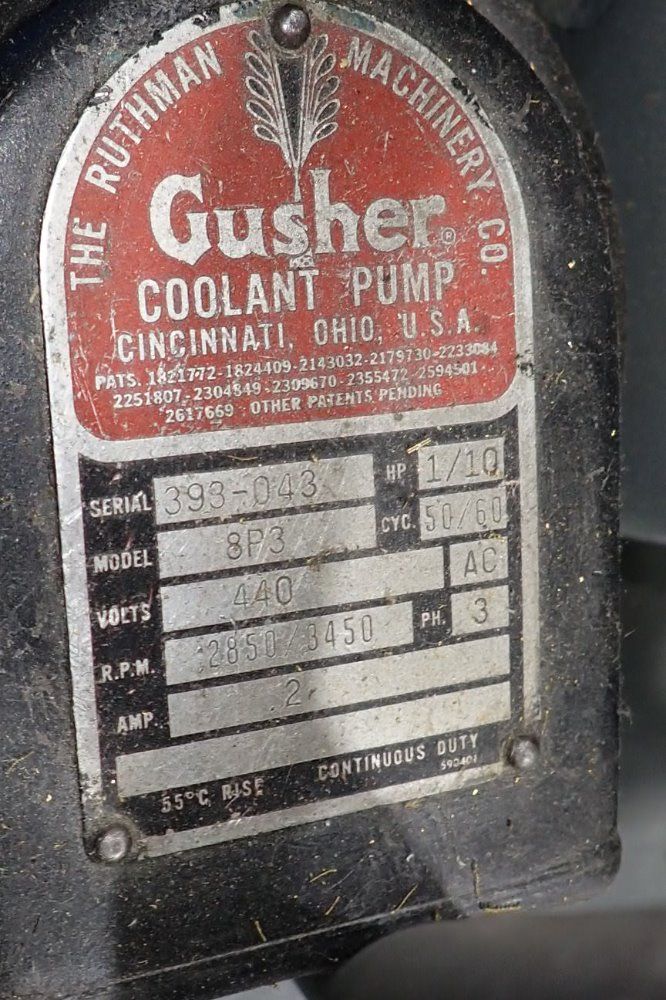 THE RUTHMAN MACHINERY CO.
Gusher®
COOLANT PUMP
CINCINNATI, OHIO, U.S.A.
PATS. 1821772-1824409-2143032-2179730-2233084
2251807-2304849-2309670-2355472-2594501
2617669 OTHER PATENTS PENDING
SERIAL 393-043 HP 1/10
MODEL 8P3 CYC. 50/60
VOLTS 440 AC
R.P.M. 2850/3450 PH. 3
AMP. .2
55°C RISE CONTINUOUS DUTY
590401